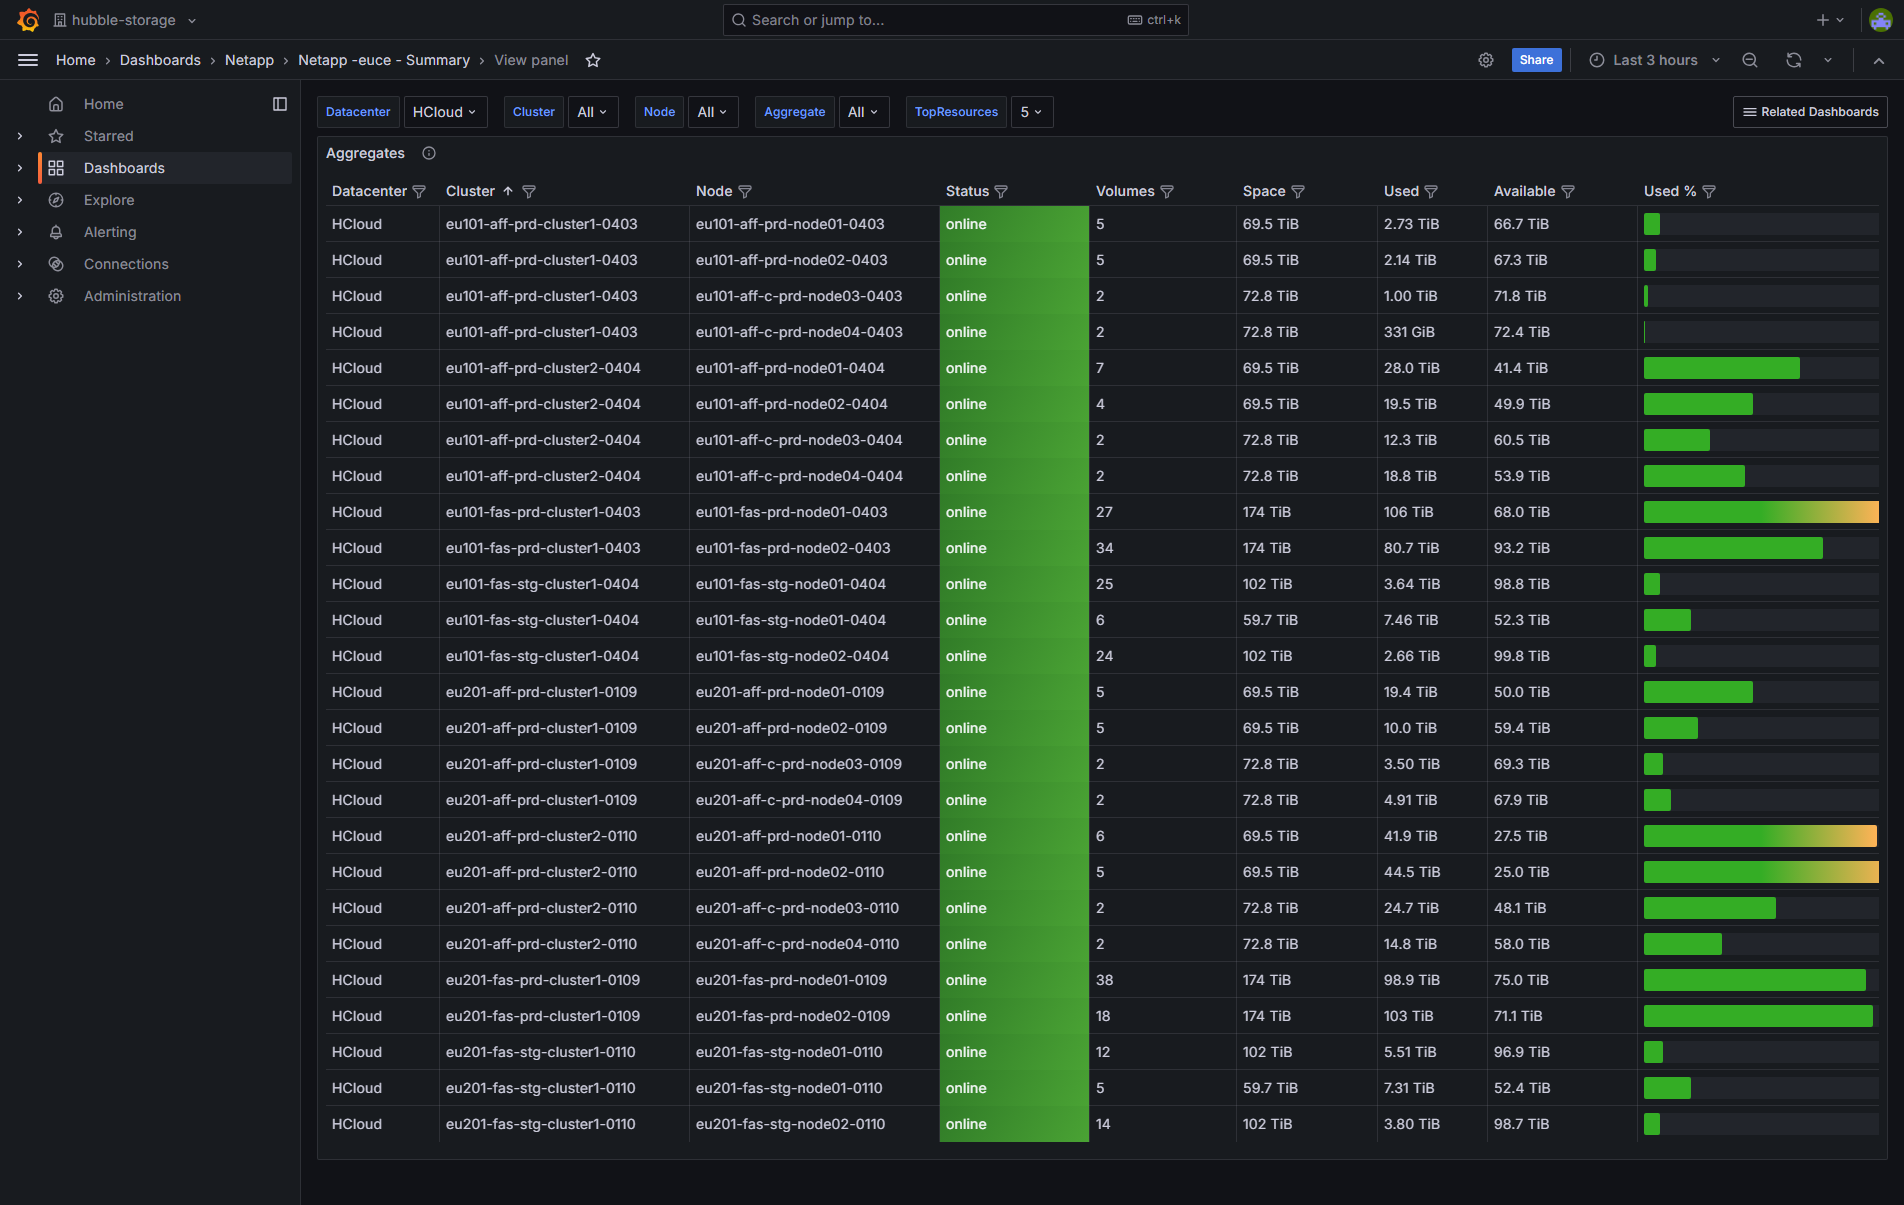 hubble-storage
Search or jump to...
ctrl+k
Home › Dashboards › Netapp › Netapp -euce - Summary › View panel
Share
Last 3 hours
Home
Starred
Dashboards
Explore
Alerting
Connections
Administration
Datacenter HCloud Cluster All Node All Aggregate All TopResources 5
Related Dashboards
Aggregates
Datacenter Cluster Node Status Volumes Space Used Available Used %
HCloud eu101-aff-prd-cluster1-0403 eu101-aff-prd-node01-0403 online 5 69.5 TiB 2.73 TiB 66.7 TiB
HCloud eu101-aff-prd-cluster1-0403 eu101-aff-prd-node02-0403 online 5 69.5 TiB 2.14 TiB 67.3 TiB
HCloud eu101-aff-prd-cluster1-0403 eu101-aff-c-prd-node03-0403 online 2 72.8 TiB 1.00 TiB 71.8 TiB
HCloud eu101-aff-prd-cluster1-0403 eu101-aff-c-prd-node04-0403 online 2 72.8 TiB 331 GiB 72.4 TiB
HCloud eu101-aff-prd-cluster2-0404 eu101-aff-prd-node01-0404 online 7 69.5 TiB 28.0 TiB 41.4 TiB
HCloud eu101-aff-prd-cluster2-0404 eu101-aff-prd-node02-0404 online 4 69.5 TiB 19.5 TiB 49.9 TiB
HCloud eu101-aff-prd-cluster2-0404 eu101-aff-c-prd-node03-0404 online 2 72.8 TiB 12.3 TiB 60.5 TiB
HCloud eu101-aff-prd-cluster2-0404 eu101-aff-c-prd-node04-0404 online 2 72.8 TiB 18.8 TiB 53.9 TiB
HCloud eu101-fas-prd-cluster1-0403 eu101-fas-prd-node01-0403 online 27 174 TiB 106 TiB 68.0 TiB
HCloud eu101-fas-prd-cluster1-0403 eu101-fas-prd-node02-0403 online 34 174 TiB 80.7 TiB 93.2 TiB
HCloud eu101-fas-stg-cluster1-0404 eu101-fas-stg-node01-0404 online 25 102 TiB 3.64 TiB 98.8 TiB
HCloud eu101-fas-stg-cluster1-0404 eu101-fas-stg-node01-0404 online 6 59.7 TiB 7.46 TiB 52.3 TiB
HCloud eu101-fas-stg-cluster1-0404 eu101-fas-stg-node02-0404 online 24 102 TiB 2.66 TiB 99.8 TiB
HCloud eu201-aff-prd-cluster1-0109 eu201-aff-prd-node01-0109 online 5 69.5 TiB 19.4 TiB 50.0 TiB
HCloud eu201-aff-prd-cluster1-0109 eu201-aff-prd-node02-0109 online 5 69.5 TiB 10.0 TiB 59.4 TiB
HCloud eu201-aff-prd-cluster1-0109 eu201-aff-c-prd-node03-0109 online 2 72.8 TiB 3.50 TiB 69.3 TiB
HCloud eu201-aff-prd-cluster1-0109 eu201-aff-c-prd-node04-0109 online 2 72.8 TiB 4.91 TiB 67.9 TiB
HCloud eu201-aff-prd-cluster2-0110 eu201-aff-prd-node01-0110 online 6 69.5 TiB 41.9 TiB 27.5 TiB
HCloud eu201-aff-prd-cluster2-0110 eu201-aff-prd-node02-0110 online 5 69.5 TiB 44.5 TiB 25.0 TiB
HCloud eu201-aff-prd-cluster2-0110 eu201-aff-c-prd-node03-0110 online 2 72.8 TiB 24.7 TiB 48.1 TiB
HCloud eu201-aff-prd-cluster2-0110 eu201-aff-c-prd-node04-0110 online 2 72.8 TiB 14.8 TiB 58.0 TiB
HCloud eu201-fas-prd-cluster1-0109 eu201-fas-prd-node01-0109 online 38 174 TiB 98.9 TiB 75.0 TiB
HCloud eu201-fas-prd-cluster1-0109 eu201-fas-prd-node02-0109 online 18 174 TiB 103 TiB 71.1 TiB
HCloud eu201-fas-stg-cluster1-0110 eu201-fas-stg-node01-0110 online 12 102 TiB 5.51 TiB 96.9 TiB
HCloud eu201-fas-stg-cluster1-0110 eu201-fas-stg-node01-0110 online 5 59.7 TiB 7.31 TiB 52.4 TiB
HCloud eu201-fas-stg-cluster1-0110 eu201-fas-stg-node02-0110 online 14 102 TiB 3.80 TiB 98.7 TiB